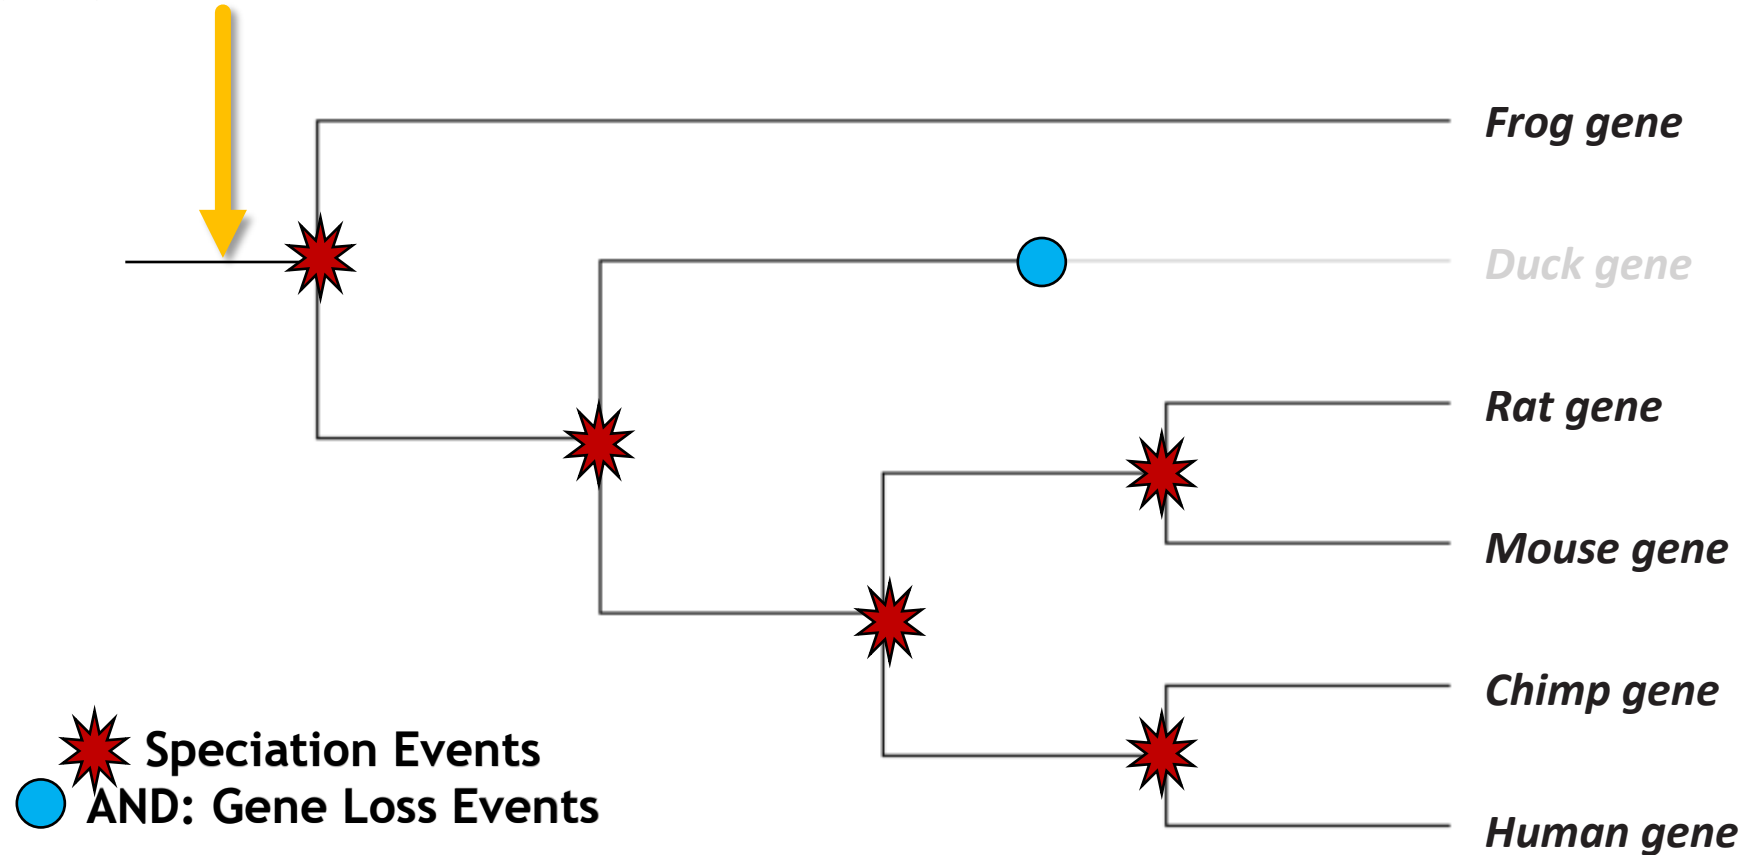 Frog gene
Duck gene
Rat gene
Mouse gene
Chimp gene
Speciation Events
AND: Gene Loss Events
Human gene